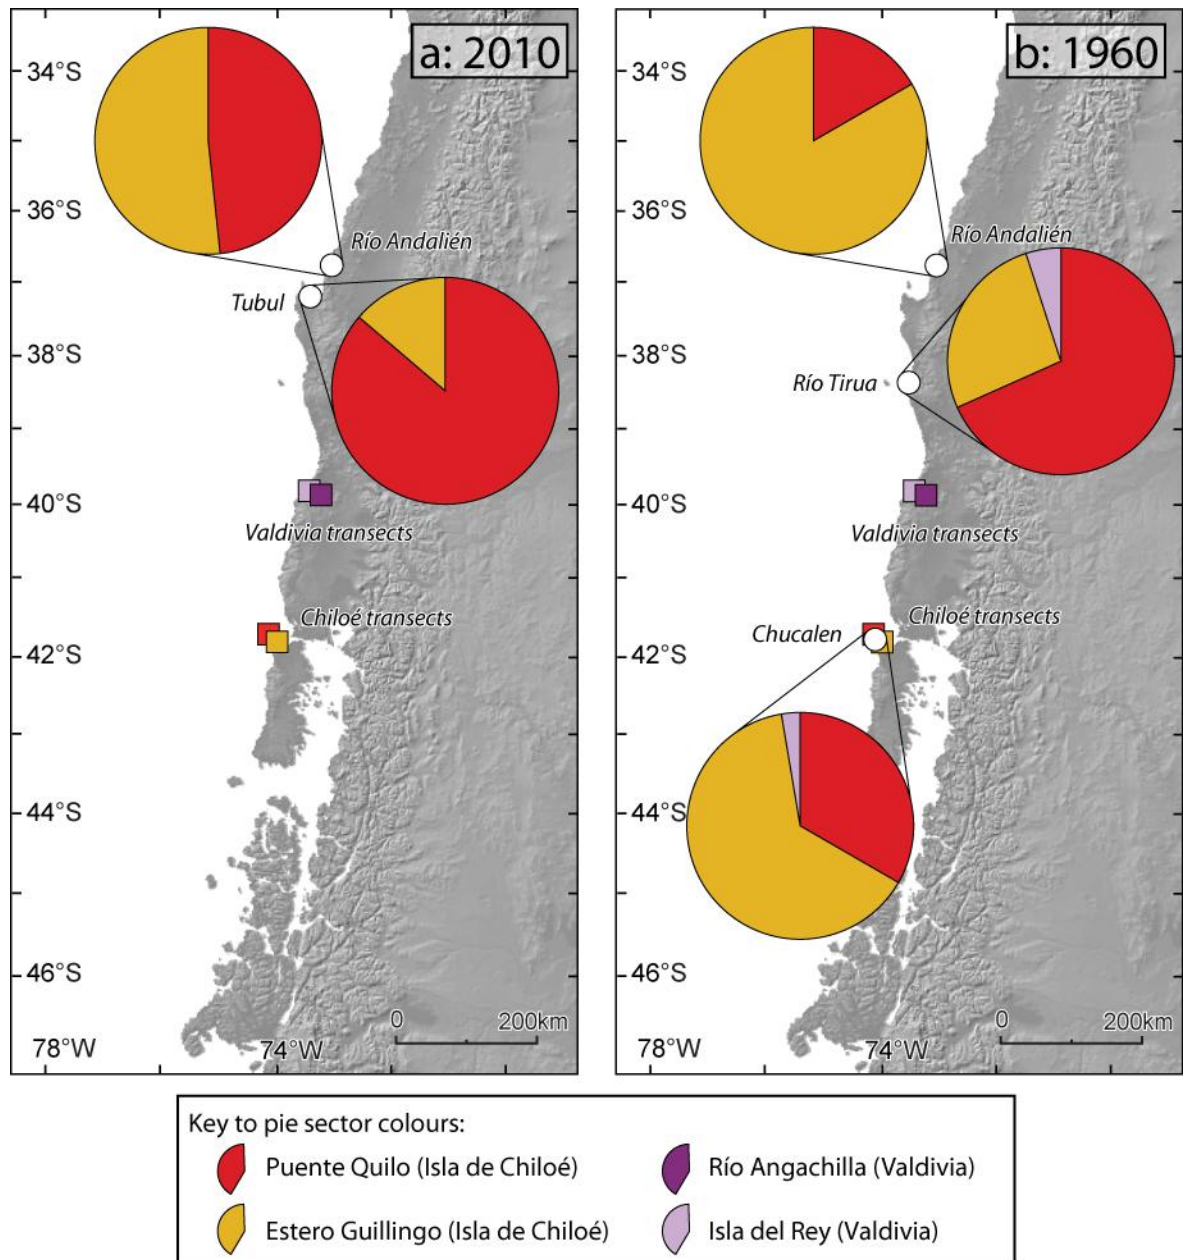 a: 2010
34°S
36°S
Río Andalién
Tubul
38°S
40°S
Valdivia transects
Chiloé transects
42°S
44°S
46°S
0
200km
78°W
74°W
b: 1960
34°S
36°S
Río Andalién
38°S
Río Tirua
40°S
Valdivia transects
Chucalen
Chiloé transects
42°S
44°S
46°S
0
200km
78°W
74°W
Key to pie sector colours:
Puente Quilo (Isla de Chiloé)
Río Angachilla (Valdivia)
Estero Guillingo (Isla de Chiloé)
Isla del Rey (Valdivia)